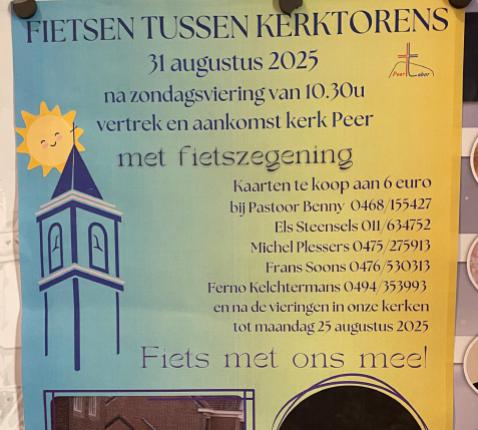 FIETSEN TUSSEN KERKTORENS
31 augustus 2025
na zondagsviering van 10.30u
vertrek en aankomst kerk Peer
met fietszegening
Kaarten te koop aan 6 euro
bij Pastoor Benny 0468/155427
Els Steensels 011/634752
Michel Plessers 0475/275913
Frans Soons 0476/530313
Ferno Kelchtermans 0494/353993
en na de vieringen in onze kerken
tot maandag 25 augustus 2025
Fiets met ons mee!